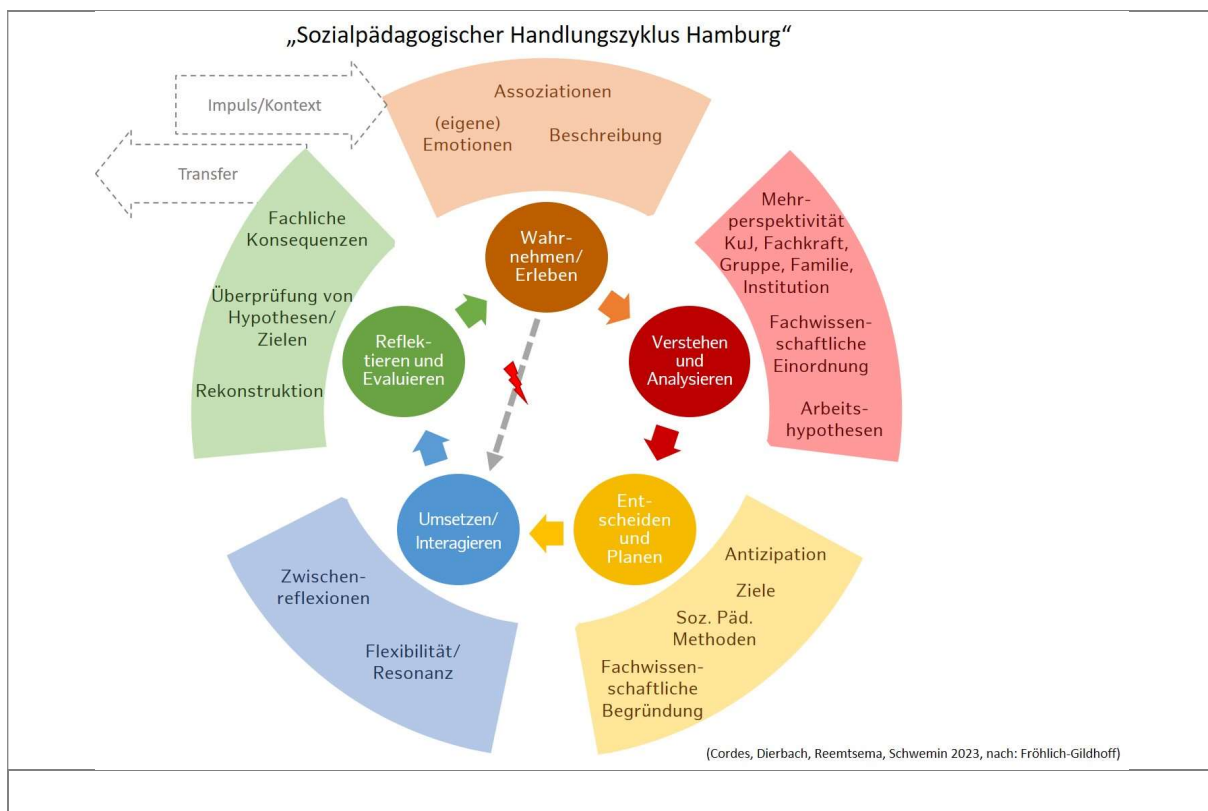 „Sozialpädagogischer Handlungszyklus Hamburg“
Impuls/Kontext
Transfer
Assoziationen
(eigene)
Emotionen
Beschreibung
Wahr-
nehmen/
Erleben
Mehr-
perspektivität
KuJ, Fachkraft,
Gruppe, Familie,
Institution
Fachwissen-
schaftliche
Einordnung
Arbeits-
hypothesen
Verstehen
und
Analysieren
Ent-
scheiden
und
Planen
Antizipation
Ziele
Soz. Päd.
Methoden
Fachwissen-
schaftliche
Begründung
Umsetzen/
Interagieren
Zwischen-
reflexionen
Flexibilität/
Resonanz
Reflek-
tieren und
Evaluieren
Fachliche
Konsequenzen
Überprüfung von
Hypothesen/
Zielen
Rekonstruktion
(Cordes, Dierbach, Reemtsema, Schwemin 2023, nach: Fröhlich-Gildhoff)